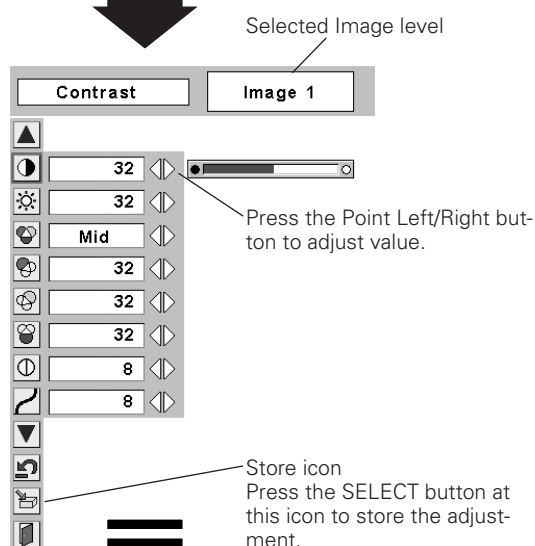 Selected Image level
Contrast
Image 1
32
32
Press the Point Left/Right but-
ton to adjust value.
Mid
32
32
32
8
8
Store icon
Press the SELECT button at
this icon to store the adjust-
ment.